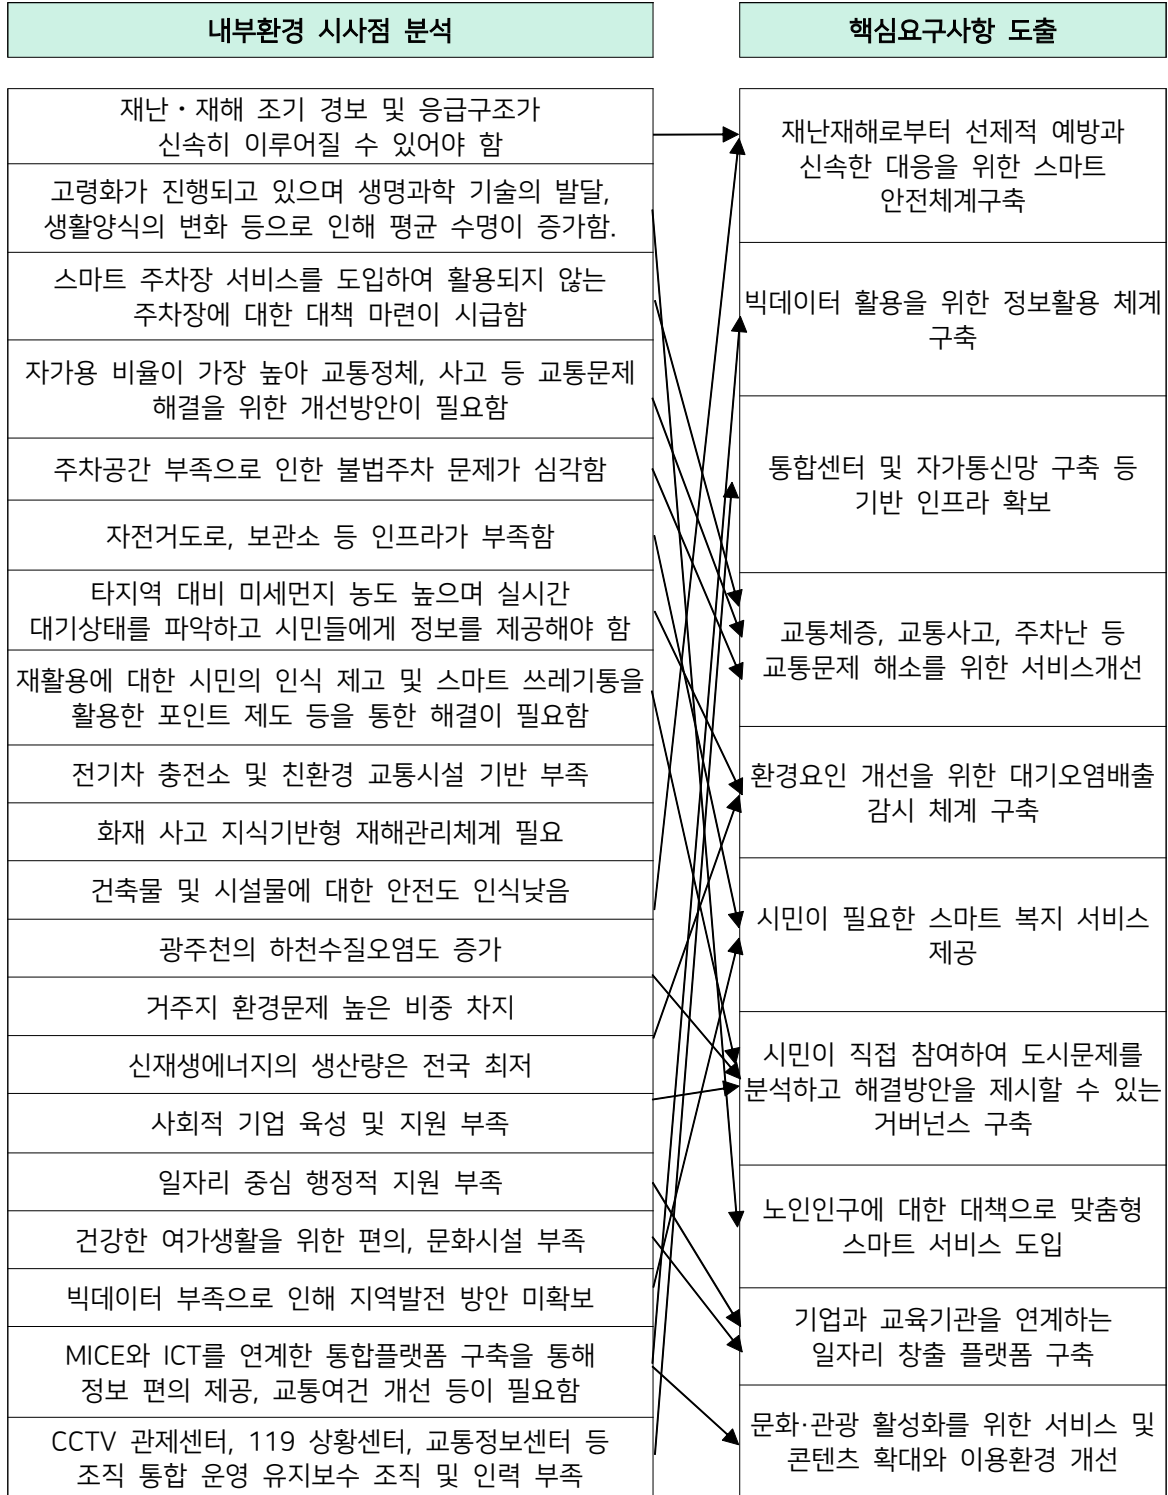 내부환경 시사점 분석
재난・재해 조기 경보 및 응급구조가
신속히 이루어질 수 있어야 함
고령화가 진행되고 있으며 생명과학 기술의 발달,
생활양식의 변화 등으로 인해 평균 수명이 증가함.
스마트 주차장 서비스를 도입하여 활용되지 않는
주차장에 대한 대책 마련이 시급함
자가용 비율이 가장 높아 교통정체, 사고 등 교통문제
해결을 위한 개선방안이 필요함
주차공간 부족으로 인한 불법주차 문제가 심각함
자전거도로, 보관소 등 인프라가 부족함
타지역 대비 미세먼지 농도 높으며 실시간
대기상태를 파악하고 시민들에게 정보를 제공해야 함
재활용에 대한 시민의 인식 제고 및 스마트 쓰레기통을
활용한 포인트 제도 등을 통한 해결이 필요함
전기차 충전소 및 친환경 교통시설 기반 부족
화재 사고 지식기반형 재해관리체계 필요
건축물 및 시설물에 대한 안전도 인식낮음
광주천의 하천수질오염도 증가
거주지 환경문제 높은 비중 차지
신재생에너지의 생산량은 전국 최저
사회적 기업 육성 및 지원 부족
일자리 중심 행정적 지원 부족
건강한 여가생활을 위한 편의, 문화시설 부족
빅데이터 부족으로 인해 지역발전 방안 미확보
MICE와 ICT를 연계한 통합플랫폼 구축을 통해
정보 편의 제공, 교통여건 개선 등이 필요함
CCTV 관제센터, 119 상황센터, 교통정보센터 등
조직 통합 운영 유지보수 조직 및 인력 부족
핵심요구사항 도출
재난재해로부터 선제적 예방과
신속한 대응을 위한 스마트
안전체계구축
빅데이터 활용을 위한 정보활용 체계
구축
통합센터 및 자가통신망 구축 등
기반 인프라 확보
교통체증, 교통사고, 주차난 등
교통문제 해소를 위한 서비스개선
환경요인 개선을 위한 대기오염배출
감시 체계 구축
시민이 필요한 스마트 복지 서비스
제공
시민이 직접 참여하여 도시문제를
분석하고 해결방안을 제시할 수 있는
거버넌스 구축
노인인구에 대한 대책으로 맞춤형
스마트 서비스 도입
기업과 교육기관을 연계하는
일자리 창출 플랫폼 구축
문화·관광 활성화를 위한 서비스 및
콘텐츠 확대와 이용환경 개선